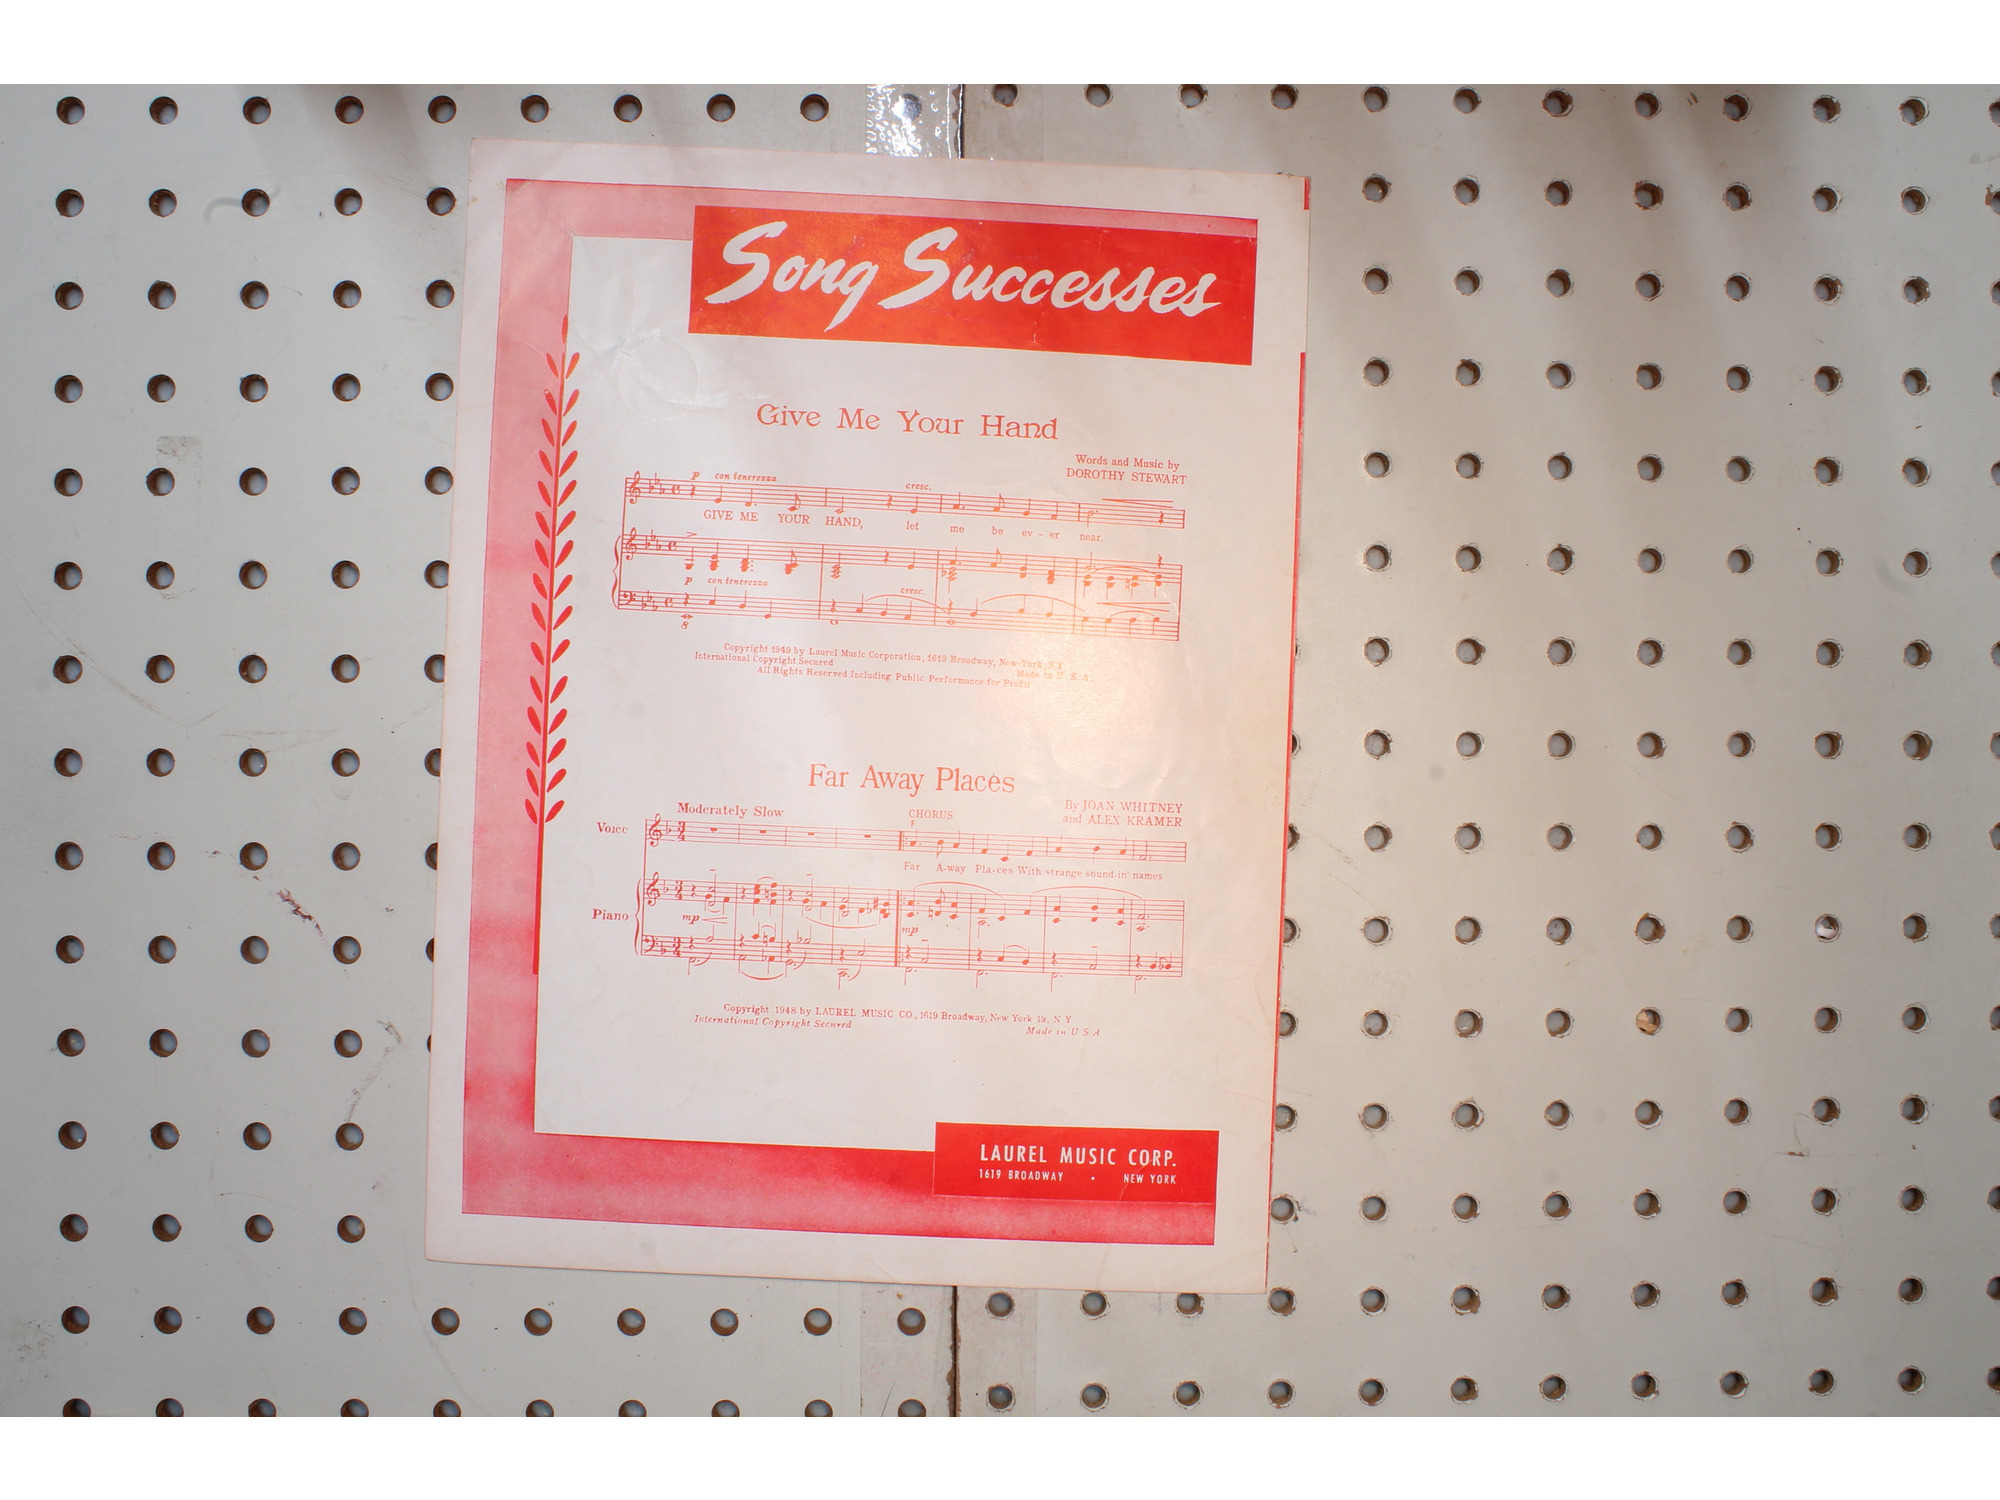 Song Successes
Give Me Your Hand
Words and Music by
DOROTHY STEWART
p con tenerezza cresc.
GIVE ME YOUR HAND, let me be ev - er near.
p con tenerezza cresc.
8
Copyright 1949 by Laurel Music Corporation, 1619 Broadway, New York, N.Y
International Copyright Secured Made in U. S. A.
All Rights Reserved Including Public Performance for Profit
Far Away Places
By JOAN WHITNEY
and ALEX KRAMER
Moderately Slow CHORUS
F
Voice
Far A-way Pla-ces With strange sound-in' names
Piano
mp mp
Copyright 1948 by LAUREL MUSIC CO., 1619 Broadway, New York 19, N Y
International Copyright Secured Made in U S A
LAUREL MUSIC CORP.
1619 BROADWAY • NEW YORK